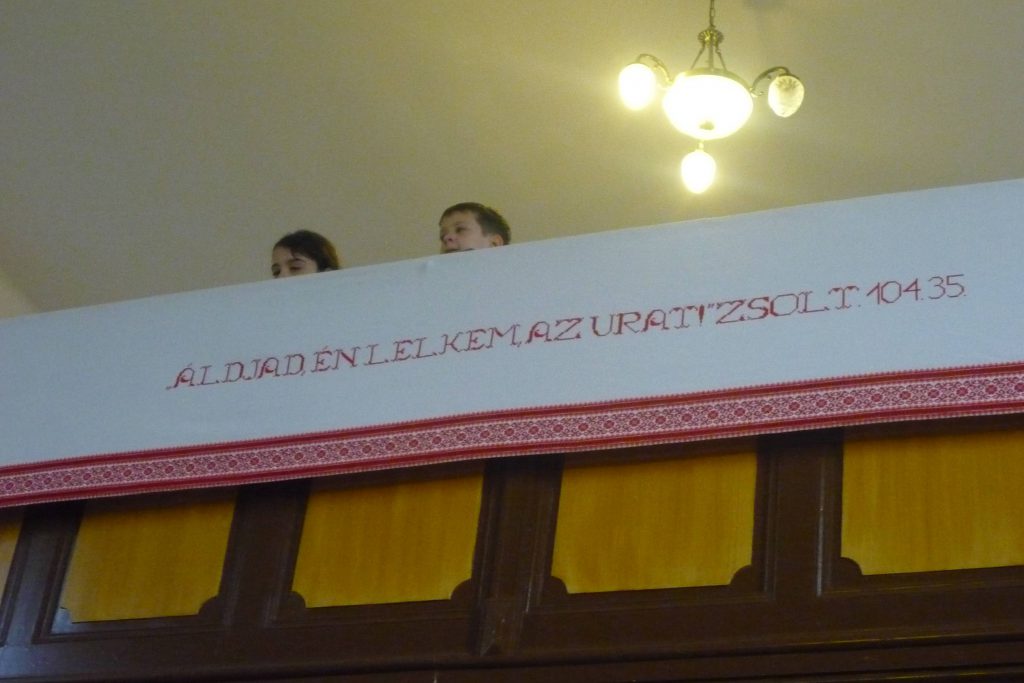 „ÁLDJAD, ÉN LELKEM, AZ URAT!" ZSOLT. 104.35.